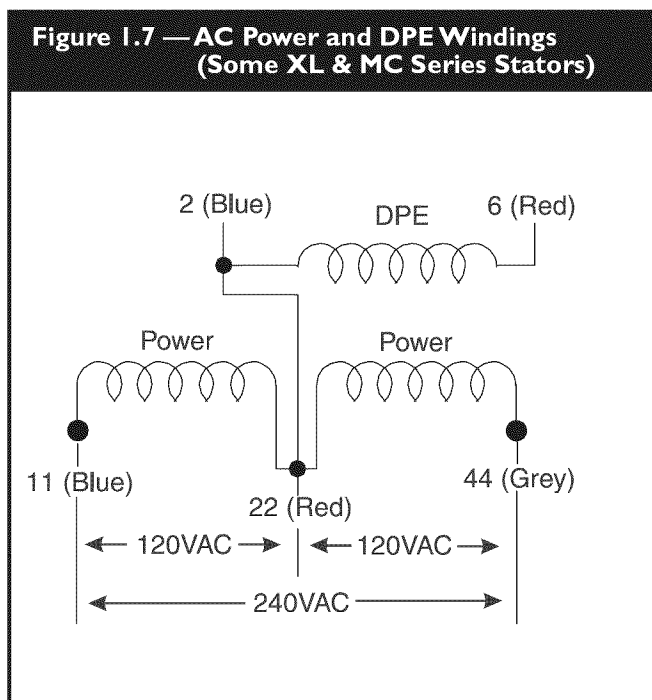 Figure 1.7 — AC Power and DPE Windings
(Some XL & MC Series Stators)
2 (Blue)
DPE
6 (Red)
Power
Power
11 (Blue)
22 (Red)
44 (Grey)
120VAC
120VAC
240VAC